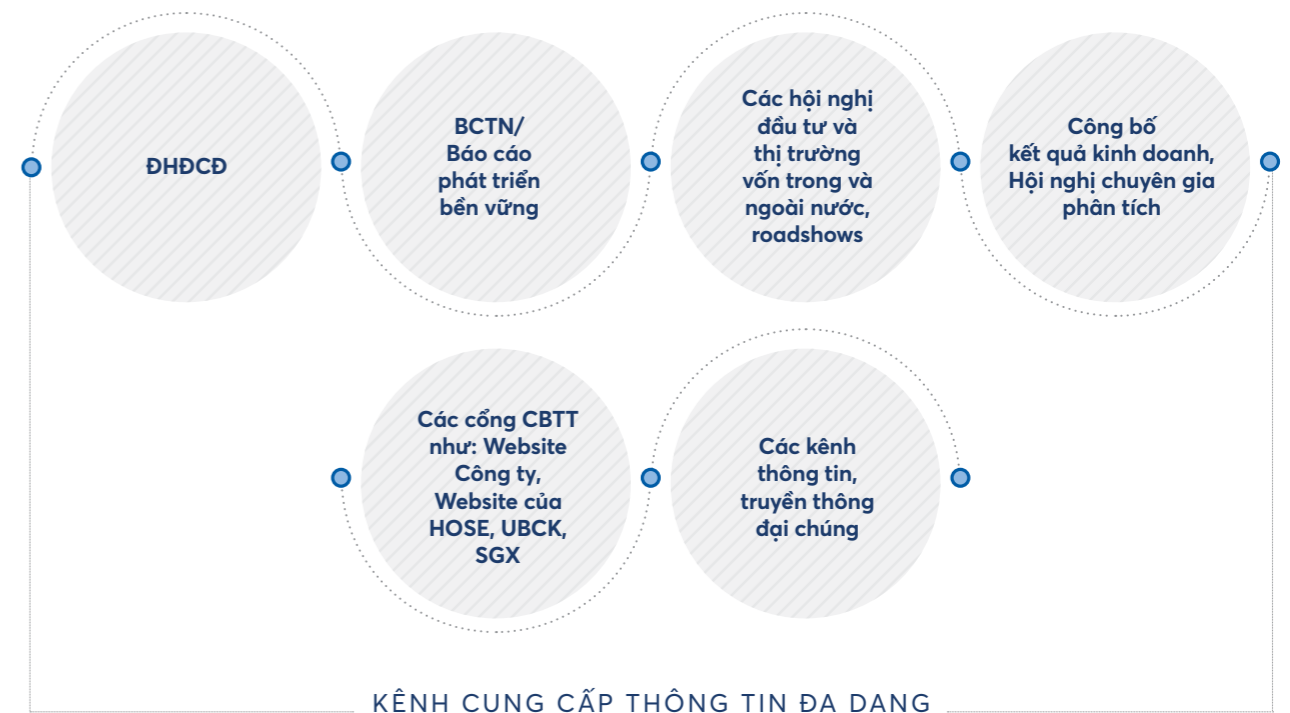 ĐHĐCĐ
BCTN/
Báo cáo
phát triển
bền vững
Các hội nghị
đầu tư và
thị trường
vốn trong và
ngoài nước,
roadshows
Công bố
kết quả kinh doanh,
Hội nghị chuyên gia
phân tích
Các cổng CBTT
như: Website
Công ty,
Website của
HOSE, UBCK,
SGX
Các kênh
thông tin,
truyền thông
đại chúng
KÊNH CUNG CẤP THÔNG TIN ĐA DANG